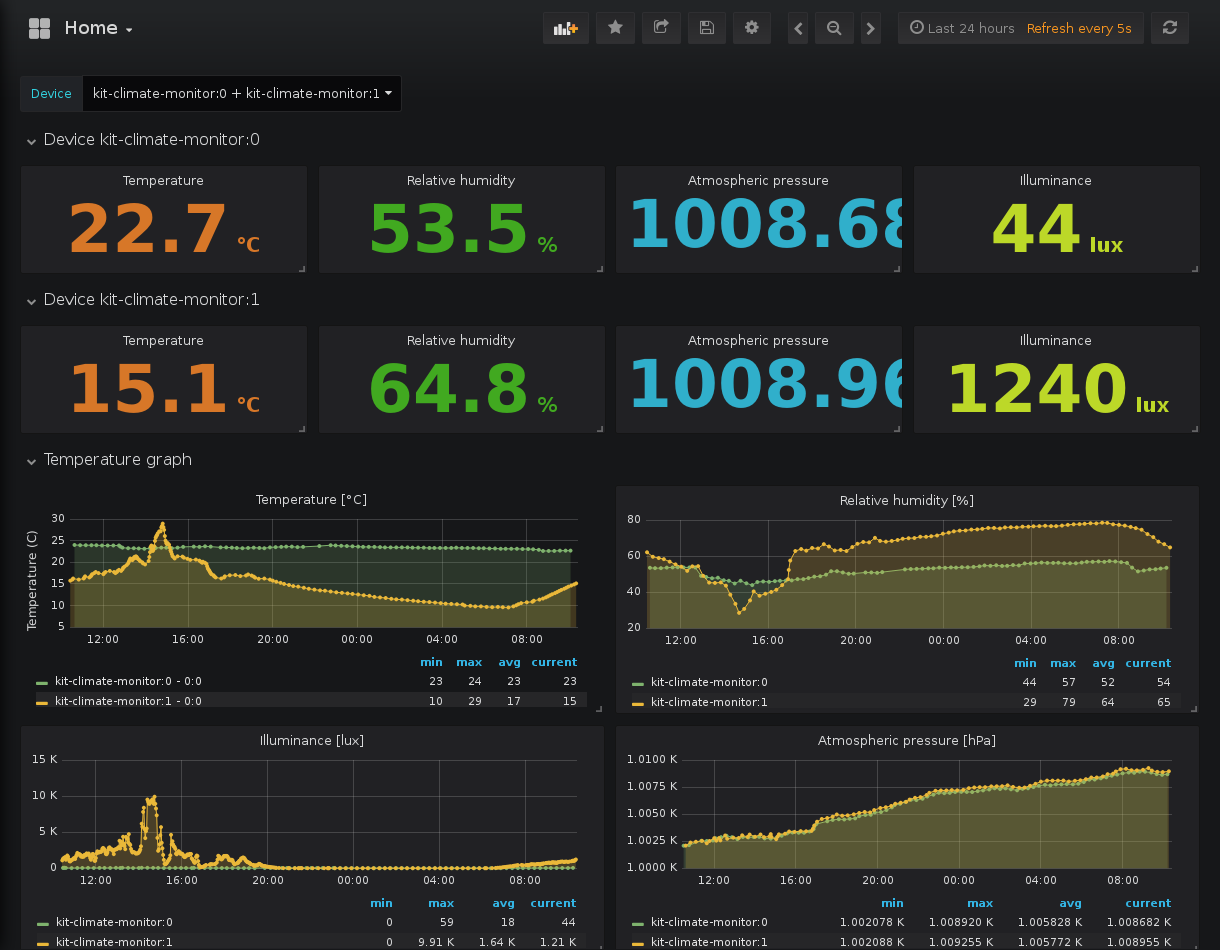 Home
Last 24 hours Refresh every 5s
Device kit-climate-monitor:0 + kit-climate-monitor:1
Device kit-climate-monitor:0
Temperature Relative humidity Atmospheric pressure Illuminance
22.7 °C 53.5 % 1008.68 44 lux
Device kit-climate-monitor:1
Temperature Relative humidity Atmospheric pressure Illuminance
15.1 °C 64.8 % 1008.96 1240 lux
Temperature graph
Temperature [°C]
Temperature (C)
30
25
20
15
10
5
12:00 16:00 20:00 00:00 04:00 08:00
min max avg current
kit-climate-monitor:0 - 0:0 23 24 23 23
kit-climate-monitor:1 - 0:0 10 29 17 15
Relative humidity [%]
80
60
40
20
12:00 16:00 20:00 00:00 04:00 08:00
min max avg current
kit-climate-monitor:0 44 57 52 54
kit-climate-monitor:1 29 79 64 65
Illuminance [lux]
15 K
10 K
5 K
0
12:00 16:00 20:00 00:00 04:00 08:00
min max avg current
kit-climate-monitor:0 0 59 18 44
kit-climate-monitor:1 0 9.91 K 1.64 K 1.21 K
Atmospheric pressure [hPa]
1.0100 K
1.0075 K
1.0050 K
1.0025 K
1.0000 K
12:00 16:00 20:00 00:00 04:00 08:00
min max avg current
kit-climate-monitor:0 1.002078 K 1.008920 K 1.005828 K 1.008682 K
kit-climate-monitor:1 1.002088 K 1.009255 K 1.005772 K 1.008955 K